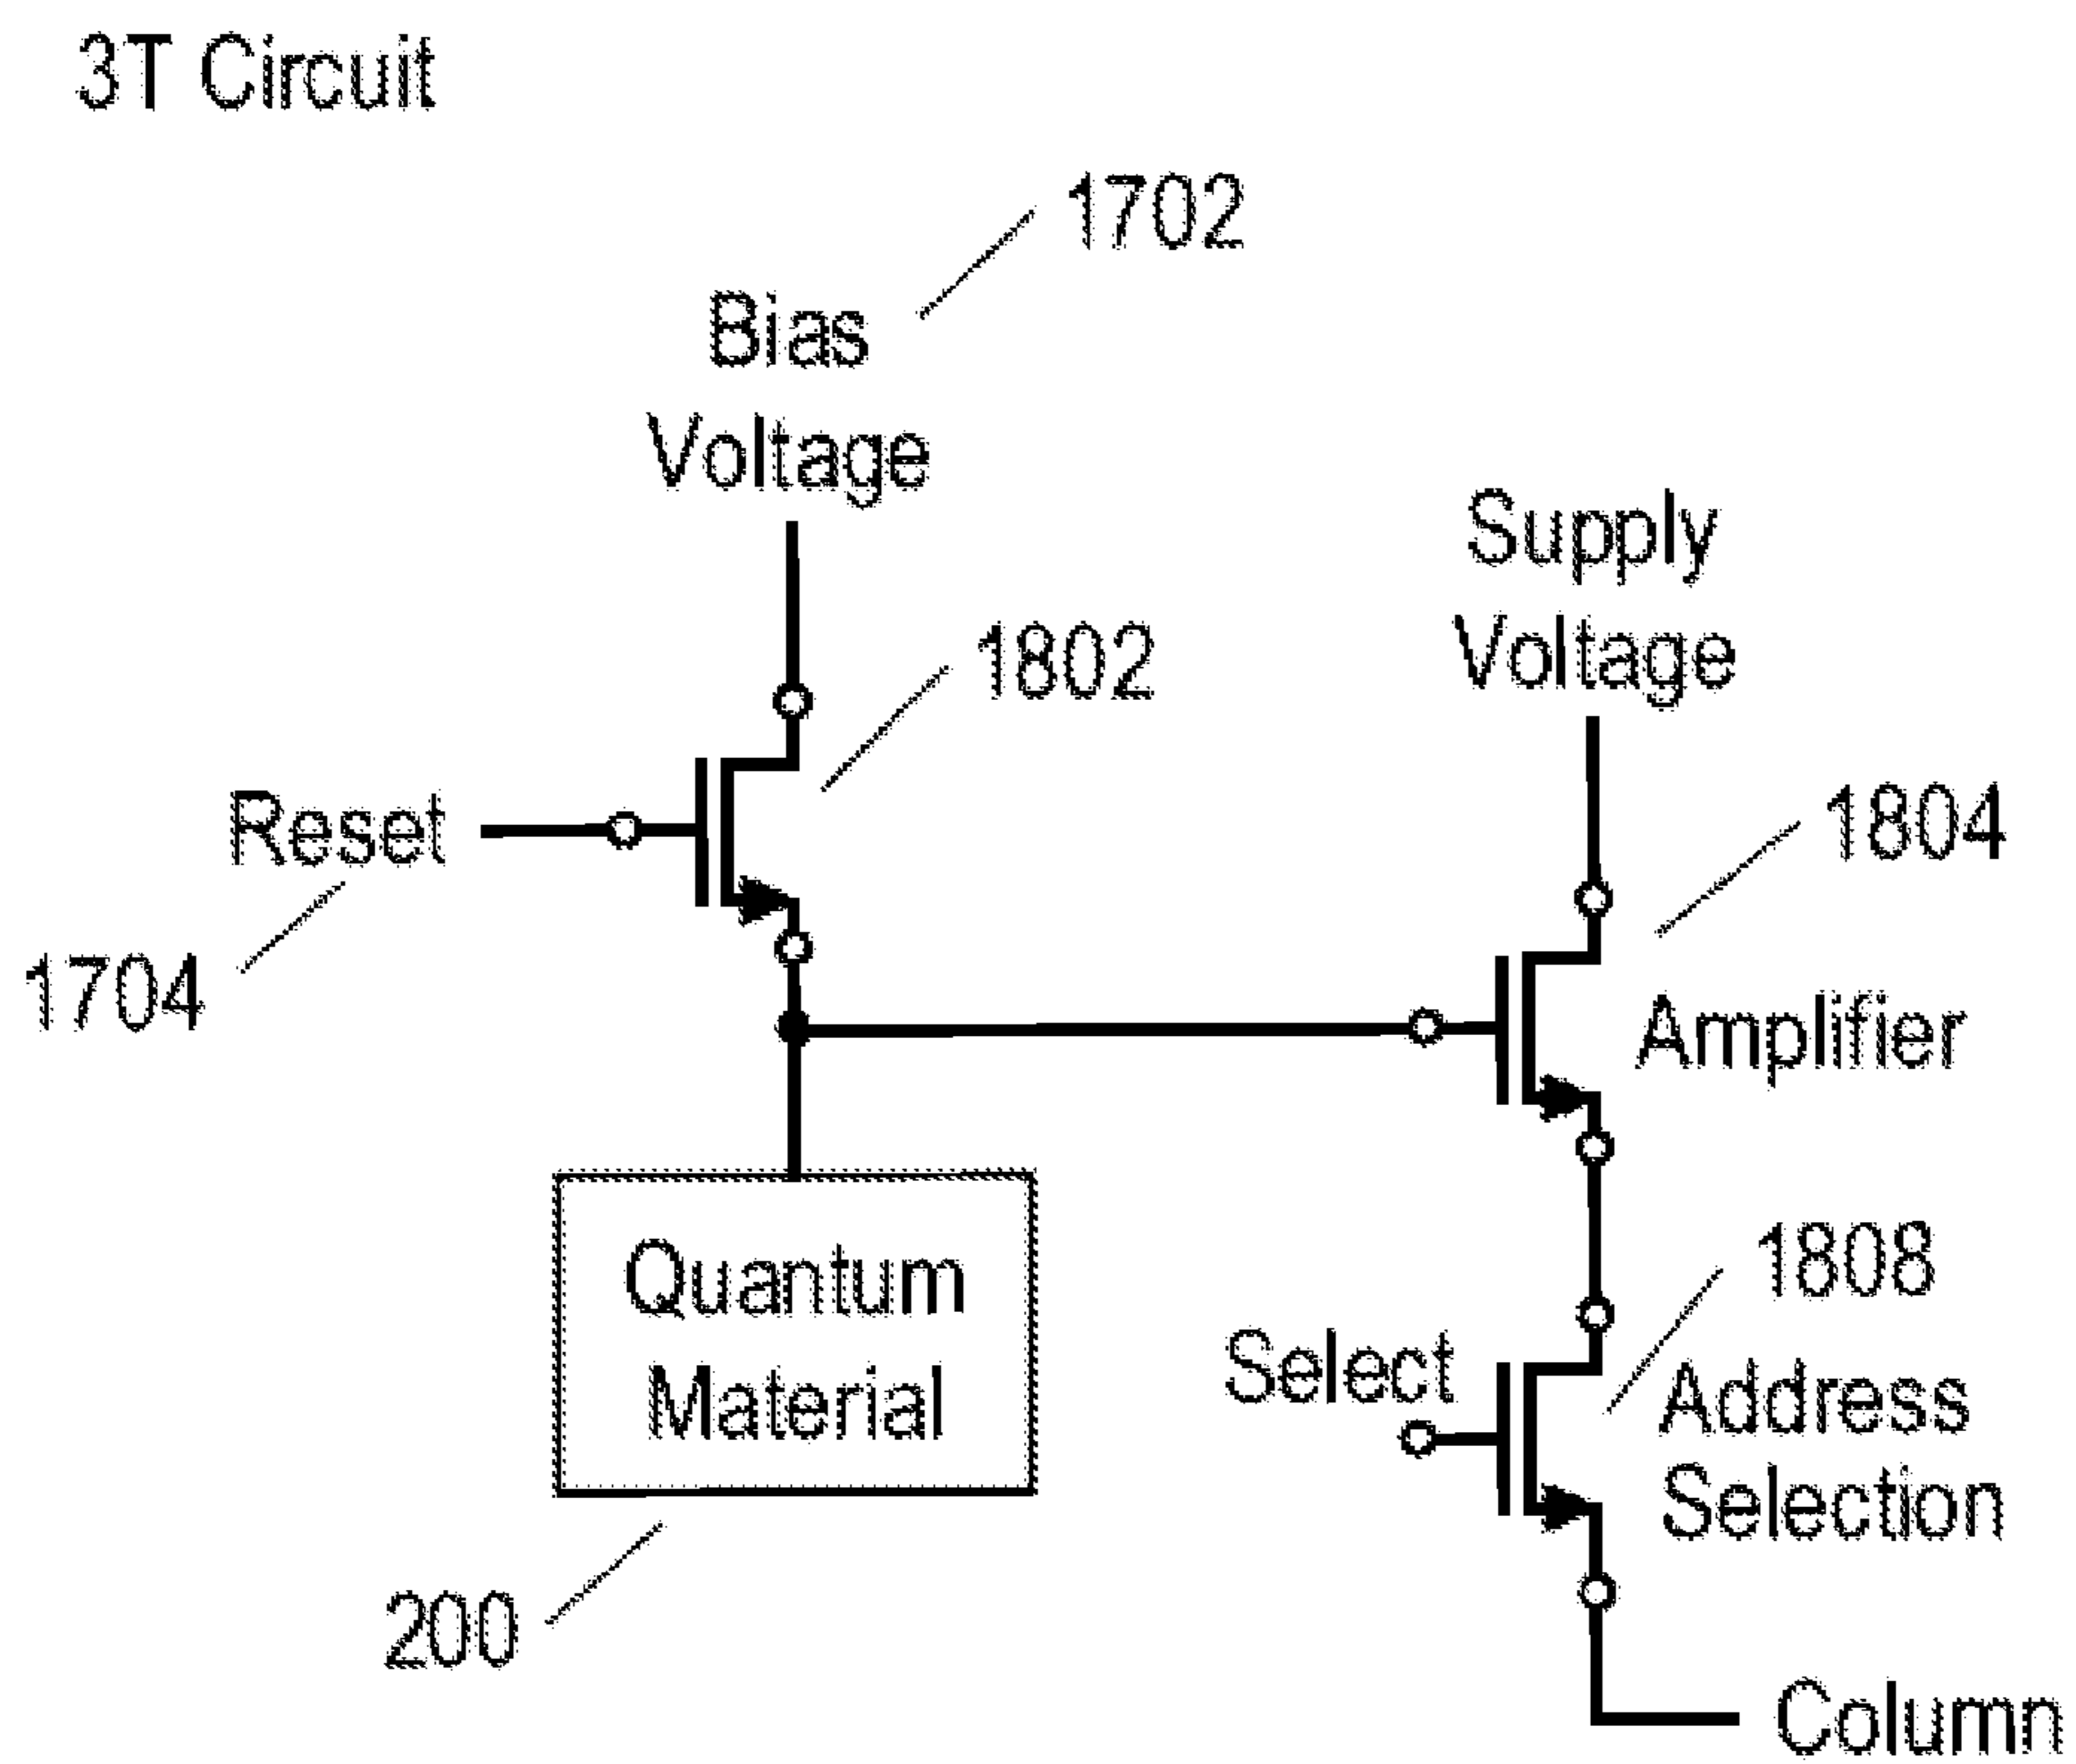 3T Circuit
1702
Bias
Voltage
Supply
Voltage
1802
Reset
1804
1704
Amplifier
Quantum
Material
1808
Select
Address
Selection
200
Column